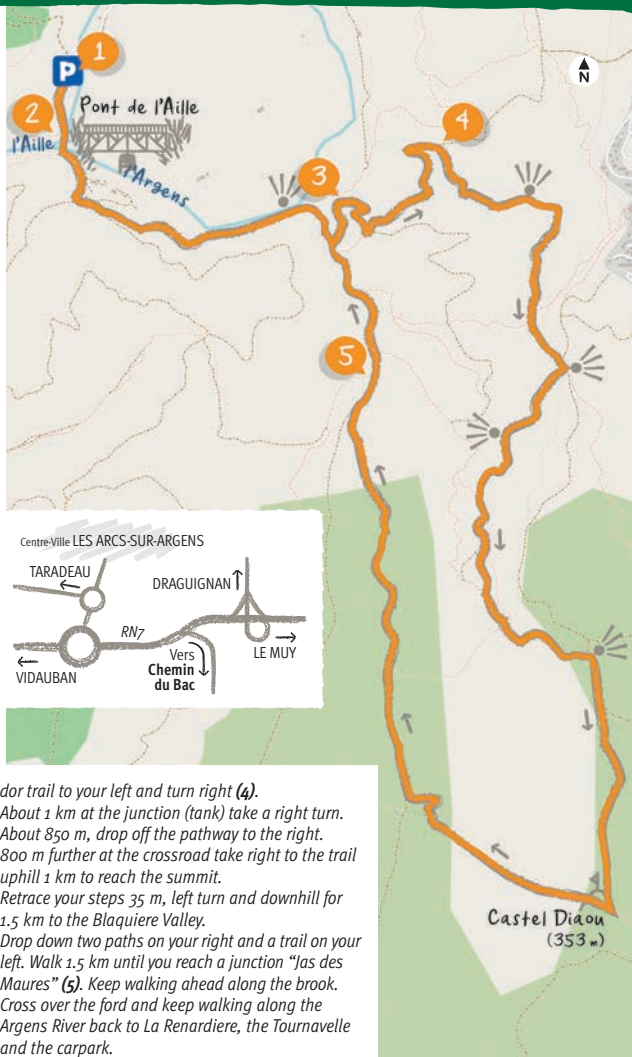 1
P
Pont de l'Aille
2
l'Aille
l'Argens
3
4
N
5
Centre-Ville LES ARCS-SUR-ARGENS
TARADEAU
DRAGUIGNAN
RN7
Vers
Chemin
du Bac
LE MUY
VIDAUBAN
Castel Diaou
(353 m)
dor trail to your left and turn right (4).
About 1 km at the junction (tank) take a right turn.
About 850 m, drop off the pathway to the right.
800 m further at the crossroad take right to the trail
uphill 1 km to reach the summit.
Retrace your steps 35 m, left turn and downhill for
1.5 km to the Blaquiere Valley.
Drop down two paths on your right and a trail on your
left. Walk 1.5 km until you reach a junction “Jas des
Maures” (5). Keep walking ahead along the brook.
Cross over the ford and keep walking along the
Argens River back to La Renardiere, the Tournavelle
and the carpark.